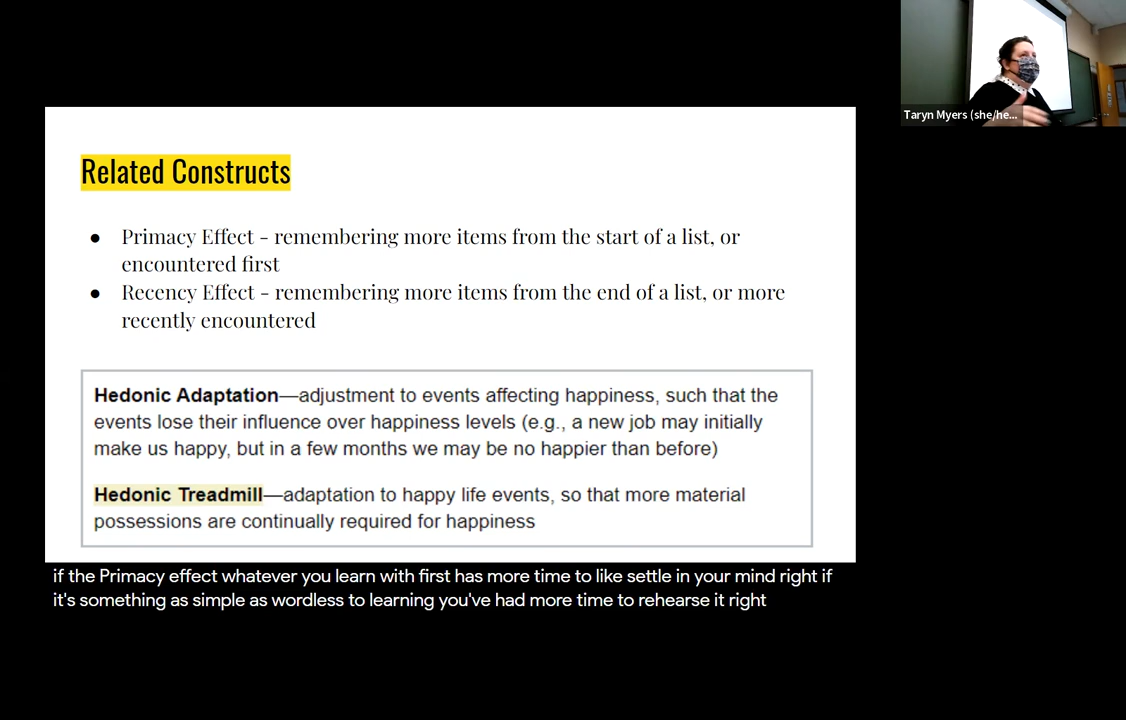 Taryn Myers (she/he...
Related Constructs
● Primacy Effect - remembering more items from the start of a list, or
encountered first
● Recency Effect - remembering more items from the end of a list, or more
recently encountered
Hedonic Adaptation—adjustment to events affecting happiness, such that the
events lose their influence over happiness levels (e.g., a new job may initially
make us happy, but in a few months we may be no happier than before)
Hedonic Treadmill—adaptation to happy life events, so that more material
possessions are continually required for happiness
if the Primacy effect whatever you learn with first has more time to like settle in your mind right if
it's something as simple as wordless to learning you've had more time to rehearse it right